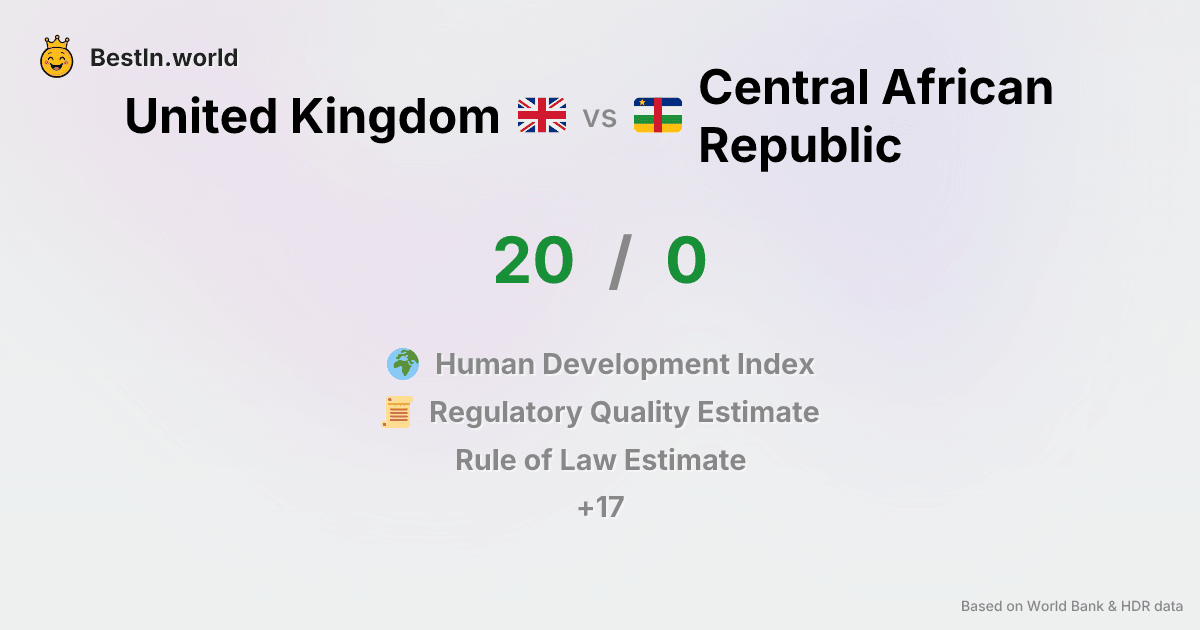 BestIn.world
United Kingdom vs Central African
Republic
20 / 0
Human Development Index
Regulatory Quality Estimate
Rule of Law Estimate
+17
Based on World Bank & HDR data